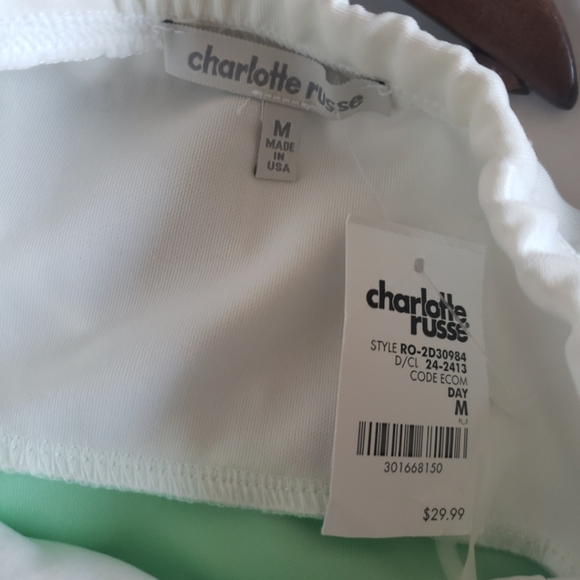 charlotte russe
M
MADE
IN
USA
charlotte
russe
STYLE RO-2D30984
D/CL 24-2413
CODE ECOM
DAY
M
301668150
$29.99